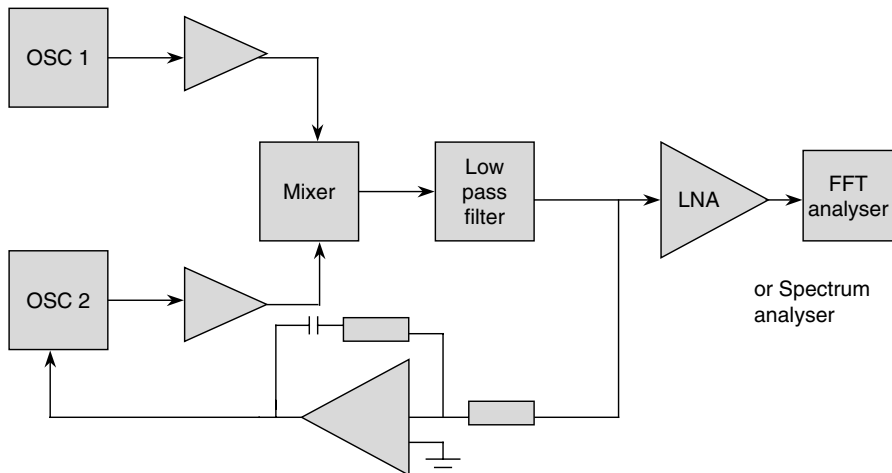 OSC 1
Mixer
Low
pass
filter
LNA
FFT
analyser
OSC 2
or Spectrum
analyser